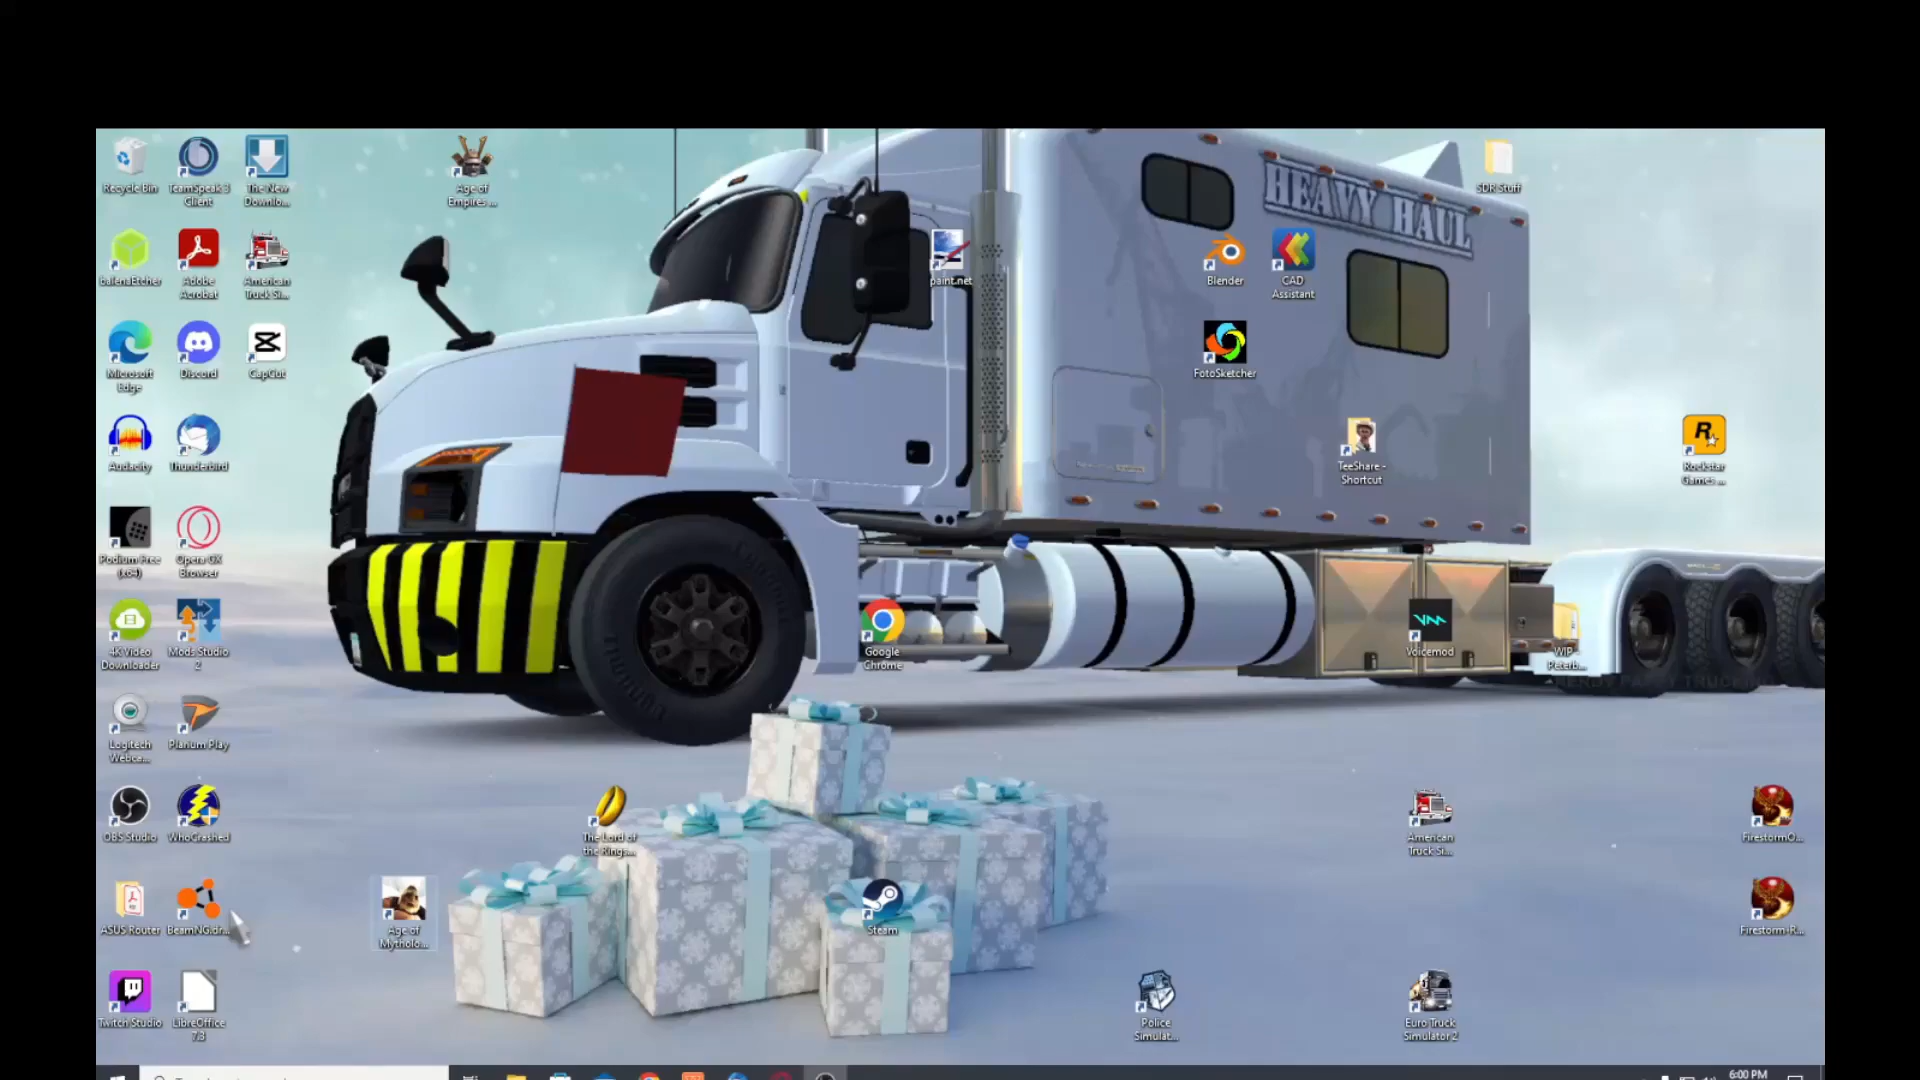 Recycle Bin
TeamSpeak 3
Client
The New
Downlo...
Age of
Empires ...
SDR Stuff
HEAVY HAUL
balenaEtcher
Adobe
Acrobat
American
Truck Si...
paint.net
Blender
CAD
Assistant
Microsoft
Edge
Discord
CapCut
FotoSketcher
Audacity
Thunderbird
TeeShare -
Shortcut
Rockstar
Games ...
Podium Free
(x64)
Opera GX
Browser
4K Video
Downloader
Mods Studio
2
Google
Chrome
Voicemod
WIP -
Peterb...
Logitech
Webca...
Planum Play
OBS Studio
WhoCrashed
The Lord of
the Rings...
American
Truck Si...
FirestormO...
ASUS Router
BeamNG.dr...
Age of
Mytholo...
Steam
Firestorm-R...
Twitch Studio
LibreOffice
7.3
Police
Simulat...
Euro Truck
Simulator 2
6:00 PM